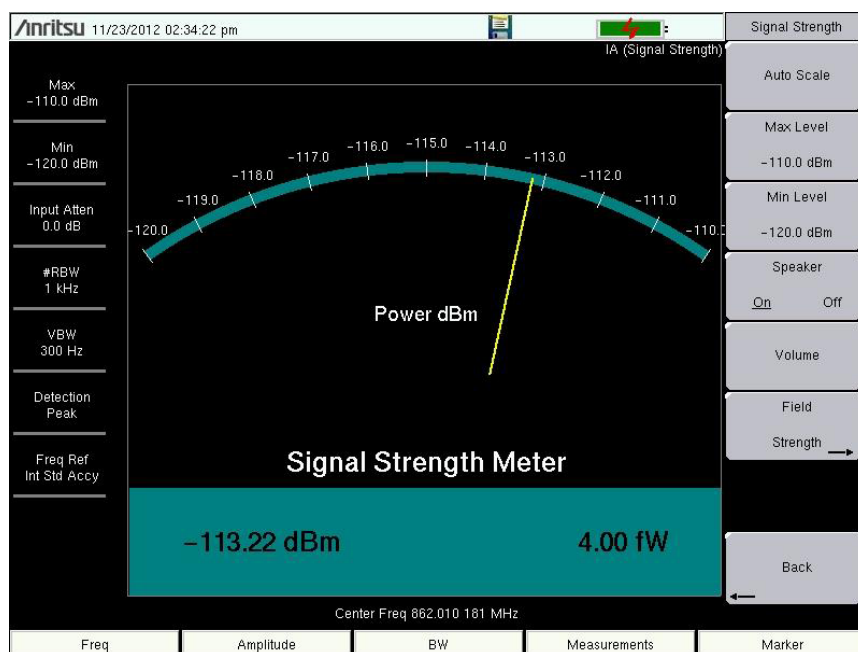 Anritsu 11/23/2012 02:34:22 pm
IA (Signal Strength)
Max
-110.0 dBm
Min
-120.0 dBm
Input Atten
0.0 dB
#RBW
1 kHz
VBW
300 Hz
Detection
Peak
Freq Ref
Int Std Accy
-120.0
-119.0
-118.0
-117.0
-116.0
-115.0
-114.0
-113.0
-112.0
-111.0
-110.
Power dBm
Signal Strength Meter
-113.22 dBm 4.00 fW
Center Freq 862.010 181 MHz
Signal Strength
Auto Scale
Max Level
-110.0 dBm
Min Level
-120.0 dBm
Speaker
On Off
Volume
Field
Strength
Back
Freq Amplitude BW Measurements Marker